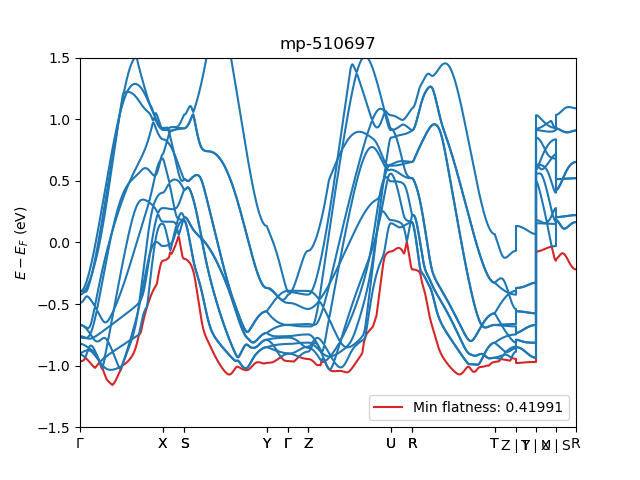 mp-510697
E − E_F (eV)
1.5
1.0
0.5
0.0
−0.5
−1.0
−1.5
Min flatness: 0.41991
Γ X S Y Γ Z U R T Z | Y | X | S R